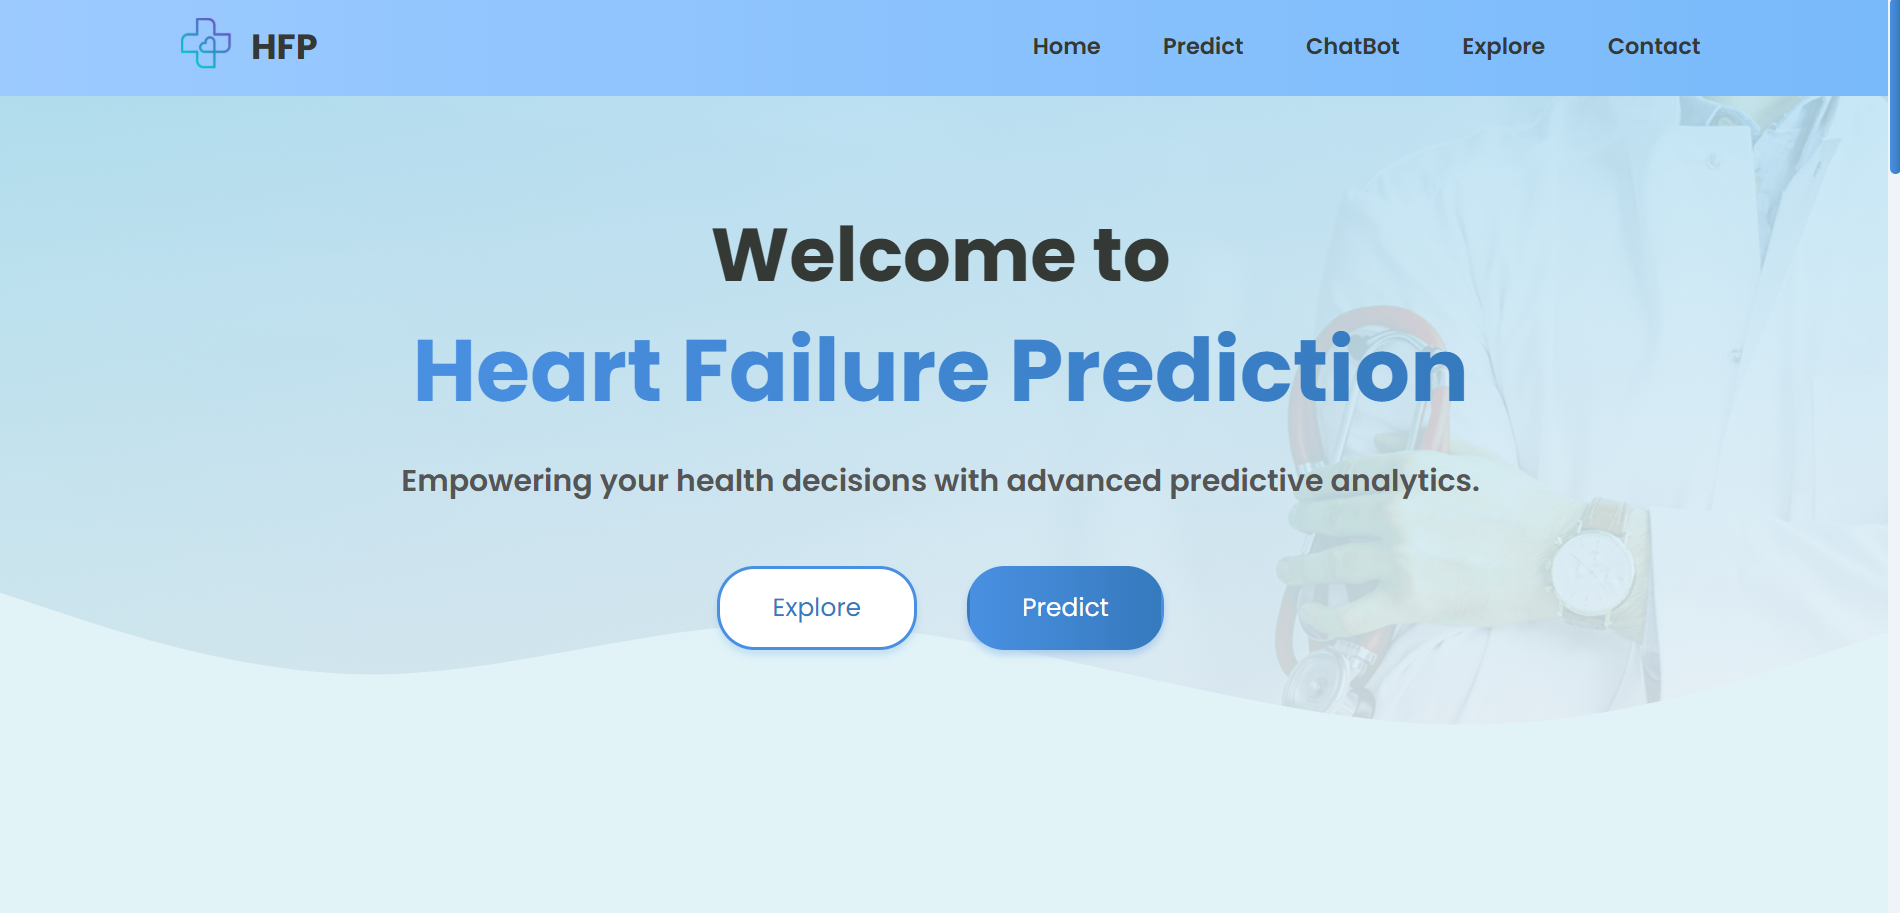 HFP
Home Predict ChatBot Explore Contact
Welcome to
Heart Failure Prediction
Empowering your health decisions with advanced predictive analytics.
Explore Predict